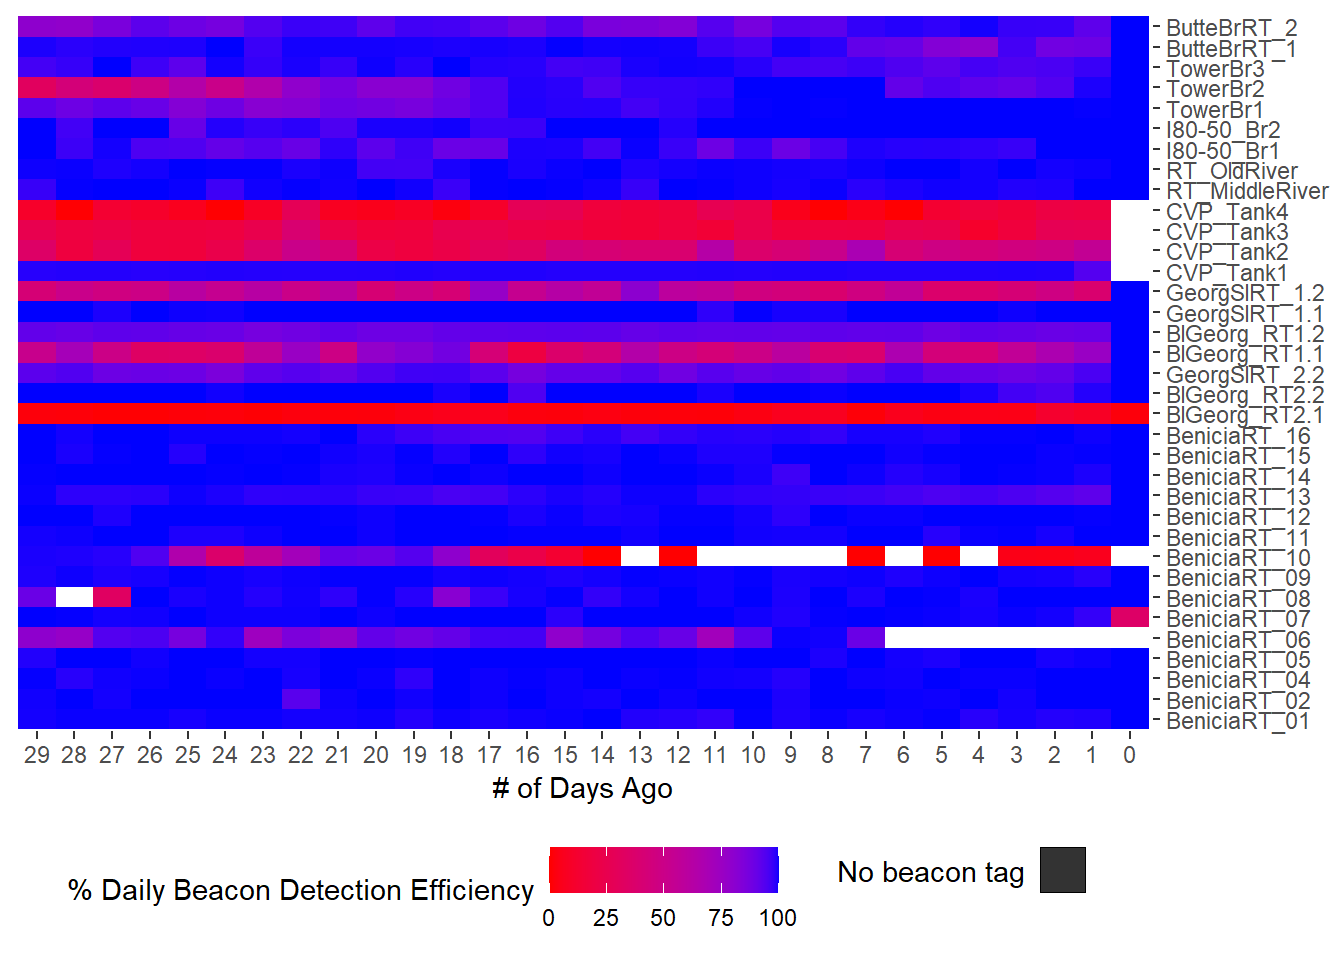 ButteBrRT_2
ButteBrRT_1
TowerBr3
TowerBr2
TowerBr1
I80-50_Br2
I80-50_Br1
RT_OldRiver
RT_MiddleRiver
CVP_Tank4
CVP_Tank3
CVP_Tank2
CVP_Tank1
GeorgSlRT_1.2
GeorgSlRT_1.1
BlGeorg_RT1.2
BlGeorg_RT1.1
GeorgSlRT_2.2
BlGeorg_RT2.2
BlGeorg_RT2.1
BeniciaRT_16
BeniciaRT_15
BeniciaRT_14
BeniciaRT_13
BeniciaRT_12
BeniciaRT_11
BeniciaRT_10
BeniciaRT_09
BeniciaRT_08
BeniciaRT_07
BeniciaRT_06
BeniciaRT_05
BeniciaRT_04
BeniciaRT_02
BeniciaRT_01
29 28 27 26 25 24 23 22 21 20 19 18 17 16 15 14 13 12 11 10 9 8 7 6 5 4 3 2 1 0
# of Days Ago
% Daily Beacon Detection Efficiency
0 25 50 75 100
No beacon tag